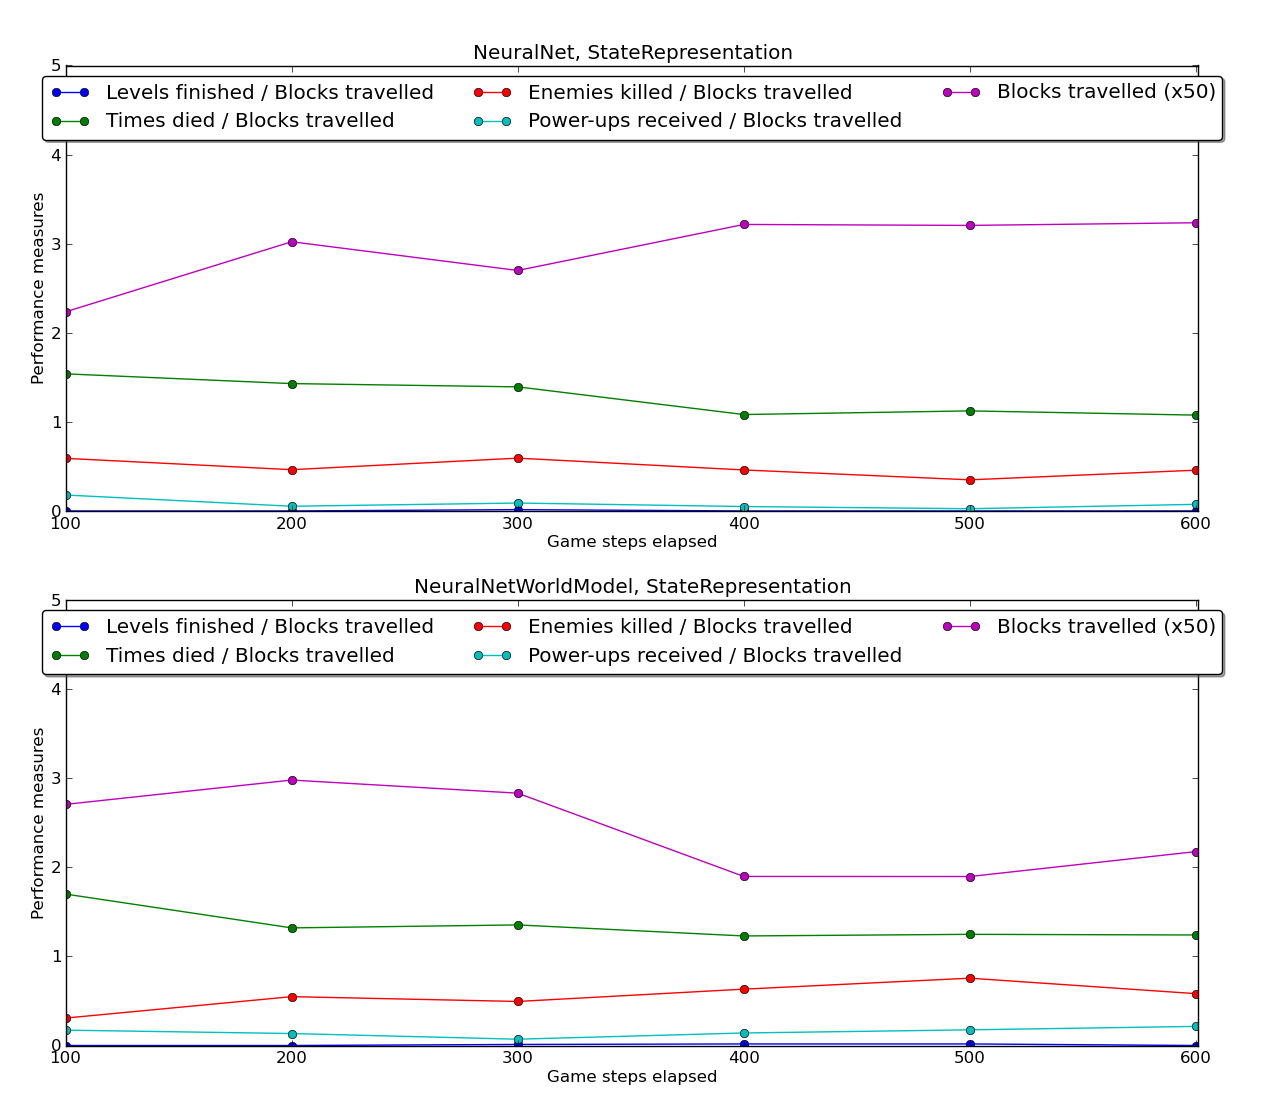 NeuralNet, StateRepresentation
5
Levels finished / Blocks travelled
Enemies killed / Blocks travelled
Blocks travelled (x50)
Times died / Blocks travelled
Power-ups received / Blocks travelled
4
3
2
1
0
Performance measures
100 200 300 400 500 600
Game steps elapsed
NeuralNetWorldModel, StateRepresentation
5
Levels finished / Blocks travelled
Enemies killed / Blocks travelled
Blocks travelled (x50)
Times died / Blocks travelled
Power-ups received / Blocks travelled
4
3
2
1
0
Performance measures
100 200 300 400 500 600
Game steps elapsed